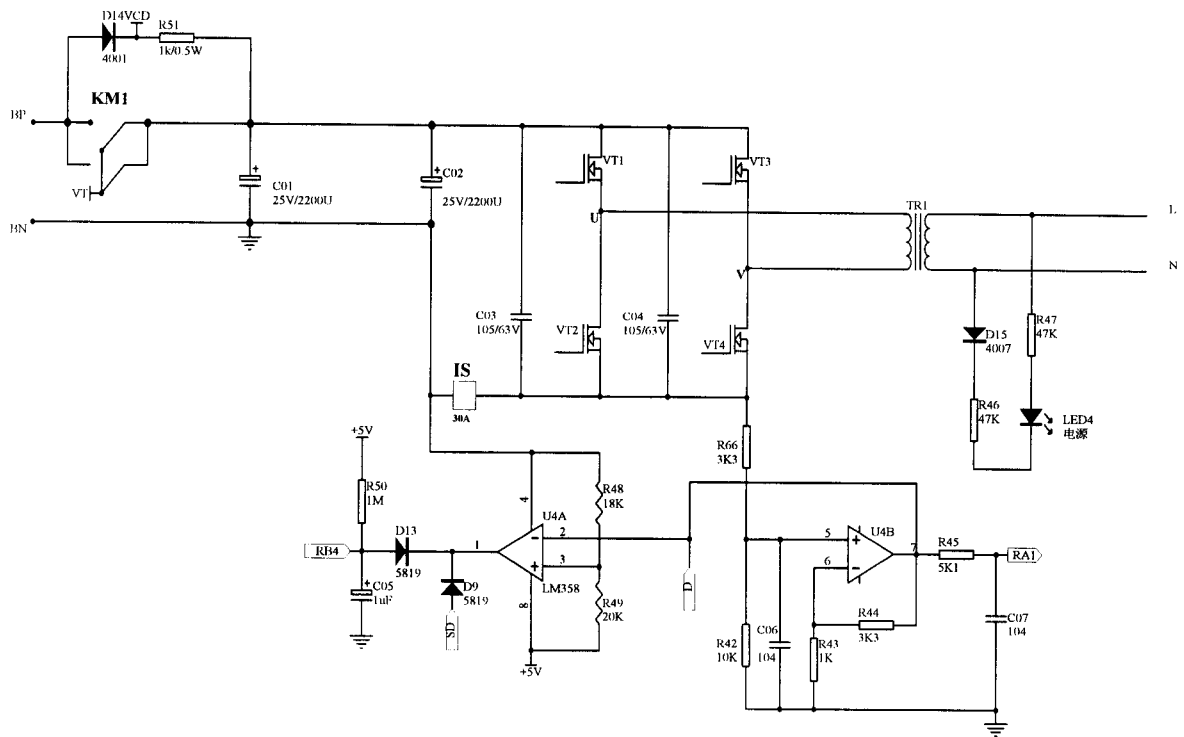 D14VCD
R51
4001
1k/0.5W
KM1
BP
VT
C01
25V/2200U
C02
25V/2200U
BN
VT1
VT3
U
V
TR1
L
N
C03
105/63V
VT2
C04
105/63V
VT4
D15
4007
R47
47K
R46
47K
LED4
电源
IS
30A
+5V
R50
1M
R66
3K3
4
U4A
R48
18K
RB4
D13
5819
1
2
3
LM358
C05
1uF
D9
5819
SD
8
R49
20K
+5V
D
5
6
U4B
7
R45
5K1
RA1
R44
3K3
R42
10K
C06
104
R43
1K
C07
104